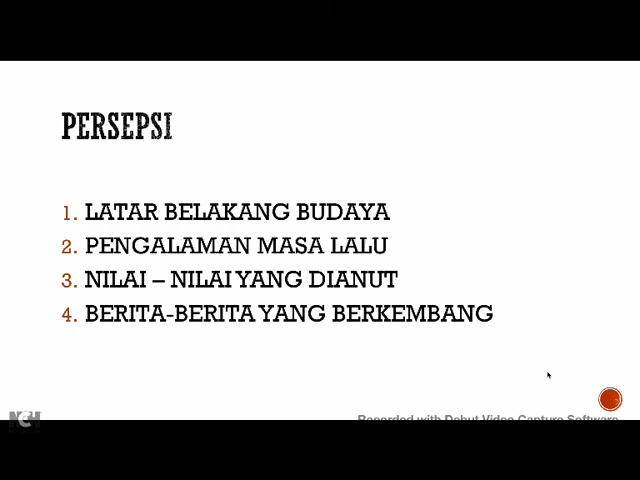 PERSEPSI
1. LATAR BELAKANG BUDAYA
2. PENGALAMAN MASA LALU
3. NILAI – NILAI YANG DIANUT
4. BERITA-BERITA YANG BERKEMBANG
NCH
Recorded with Debut Video Capture Software